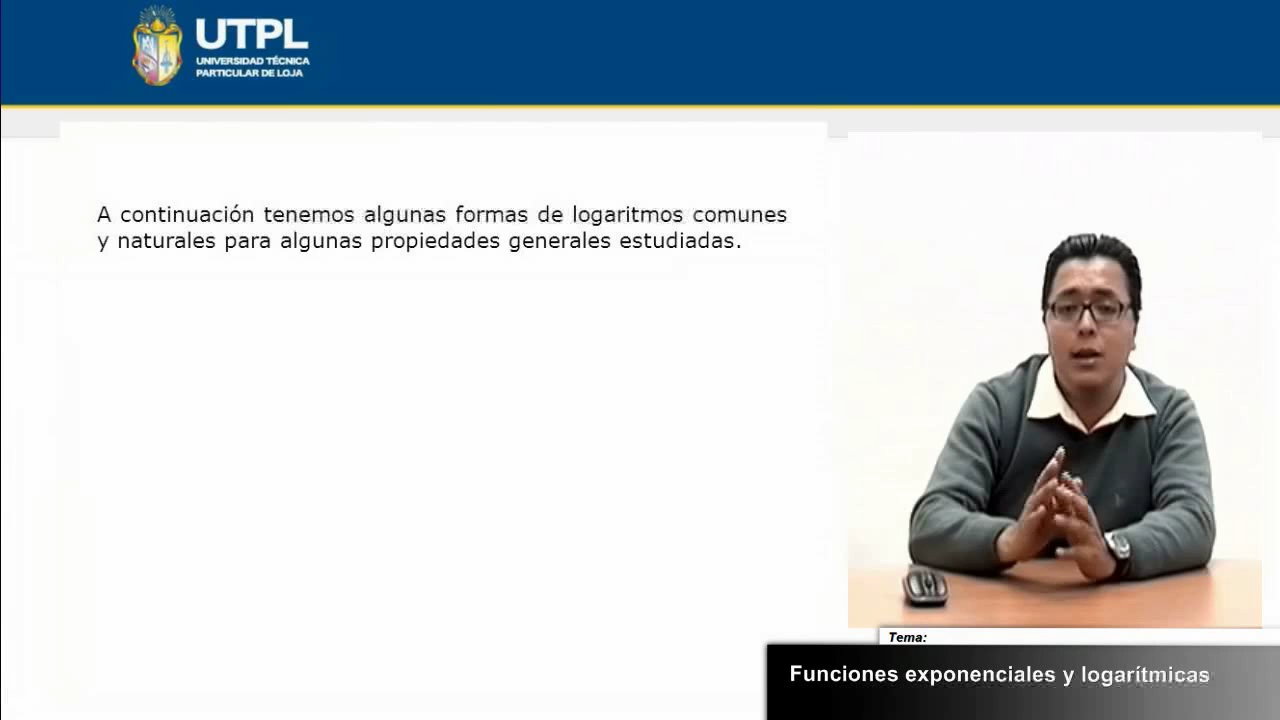 UTPL
UNIVERSIDAD TÉCNICA
PARTICULAR DE LOJA
A continuación tenemos algunas formas de logaritmos comunes
y naturales para algunas propiedades generales estudiadas.
Tema:
Funciones exponenciales y logarítmicas